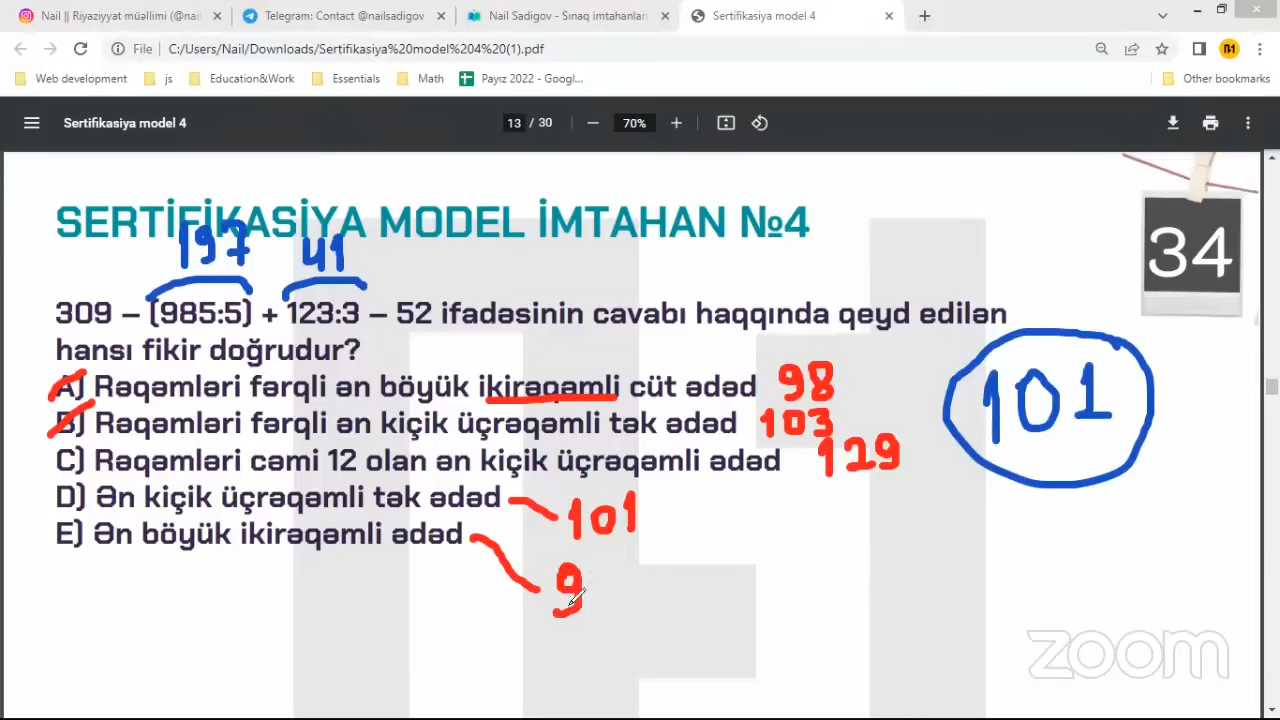 Nail || Riyaziyyat müəllimi (@nail
Telegram: Contact @nailsadigov
Nail Sadigov - Sınaq imtahanları
Sertifikasiya model 4
File | C:/Users/Nail/Downloads/Sertifikasiya%20model%204%20(1).pdf
Web development
js
Education&Work
Essentials
Math
Payız 2022 - Googl...
Other bookmarks
Sertifikasiya model 4
13 / 30
70%
SERTİFİKASİYA MODEL İMTAHAN №4
34
197 41
309 – (985:5) + 123:3 – 52 ifadəsinin cavabı haqqında qeyd edilən
hansı fikir doğrudur?
A) Rəqəmləri fərqli ən böyük ikirəqəmli cüt ədəd 98
B) Rəqəmləri fərqli ən kiçik üçrəqəmli tək ədəd 103
C) Rəqəmləri cəmi 12 olan ən kiçik üçrəqəmli ədəd 129
D) Ən kiçik üçrəqəmli tək ədəd 101
E) Ən böyük ikirəqəmli ədəd 9
101
zoom